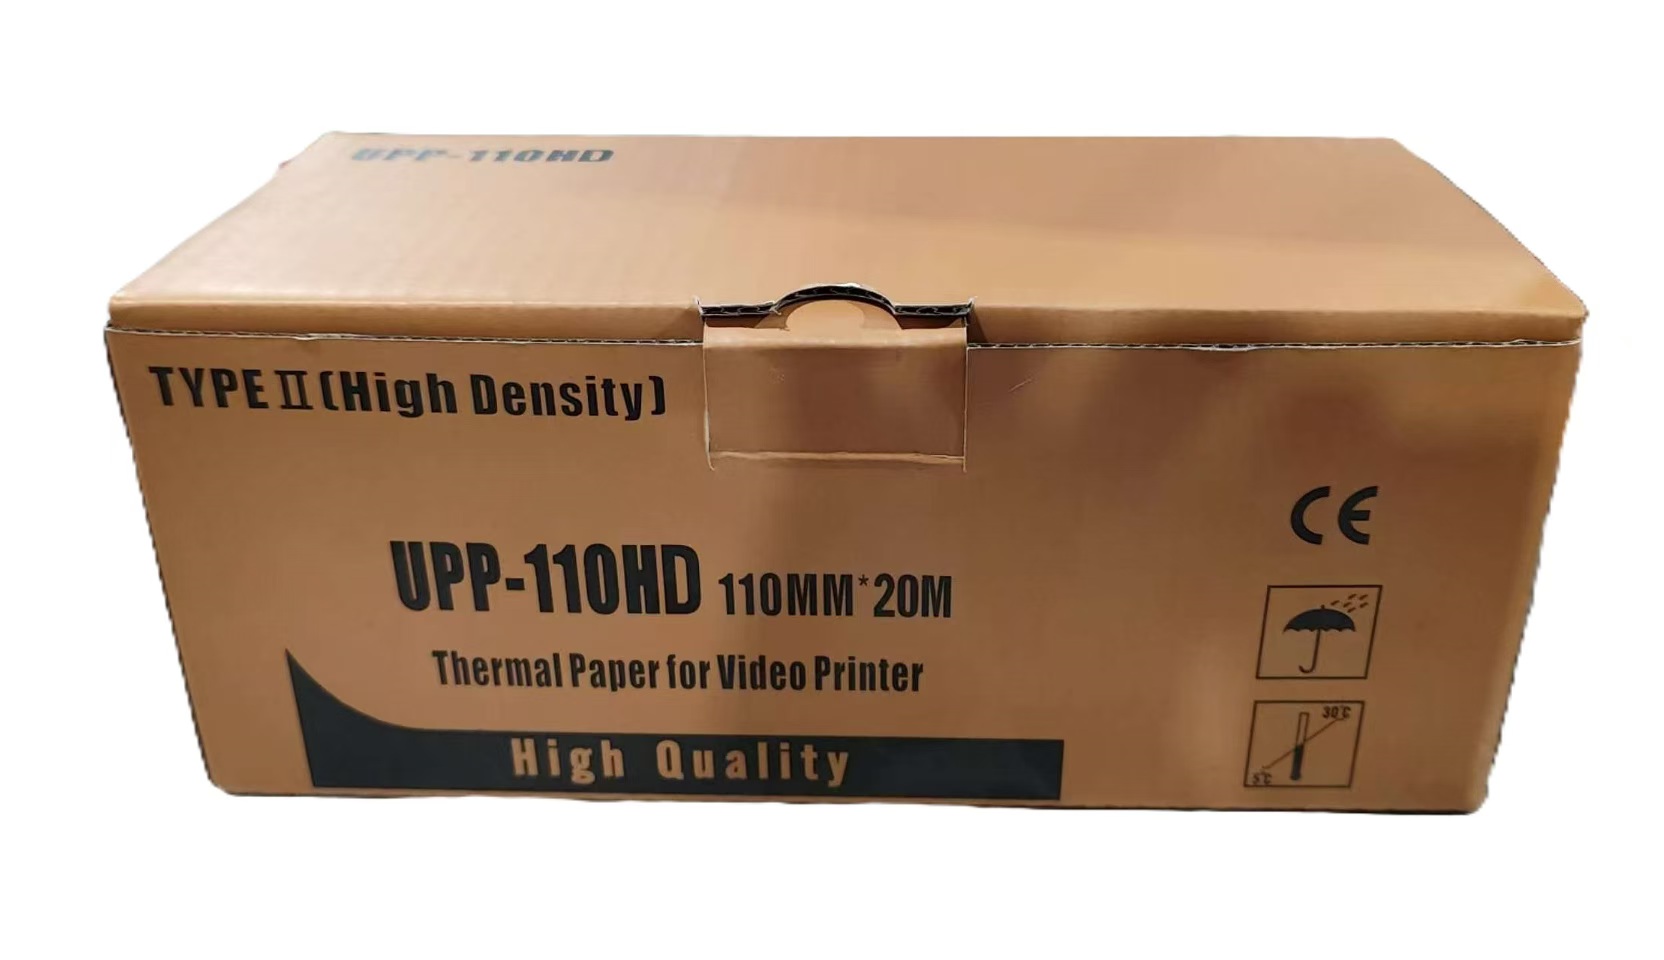 UPP-110HD
TYPE Ⅱ (High Density)
UPP-110HD 110MM*20M
Thermal Paper for Video Printer
High Quality
CE
30℃
5℃